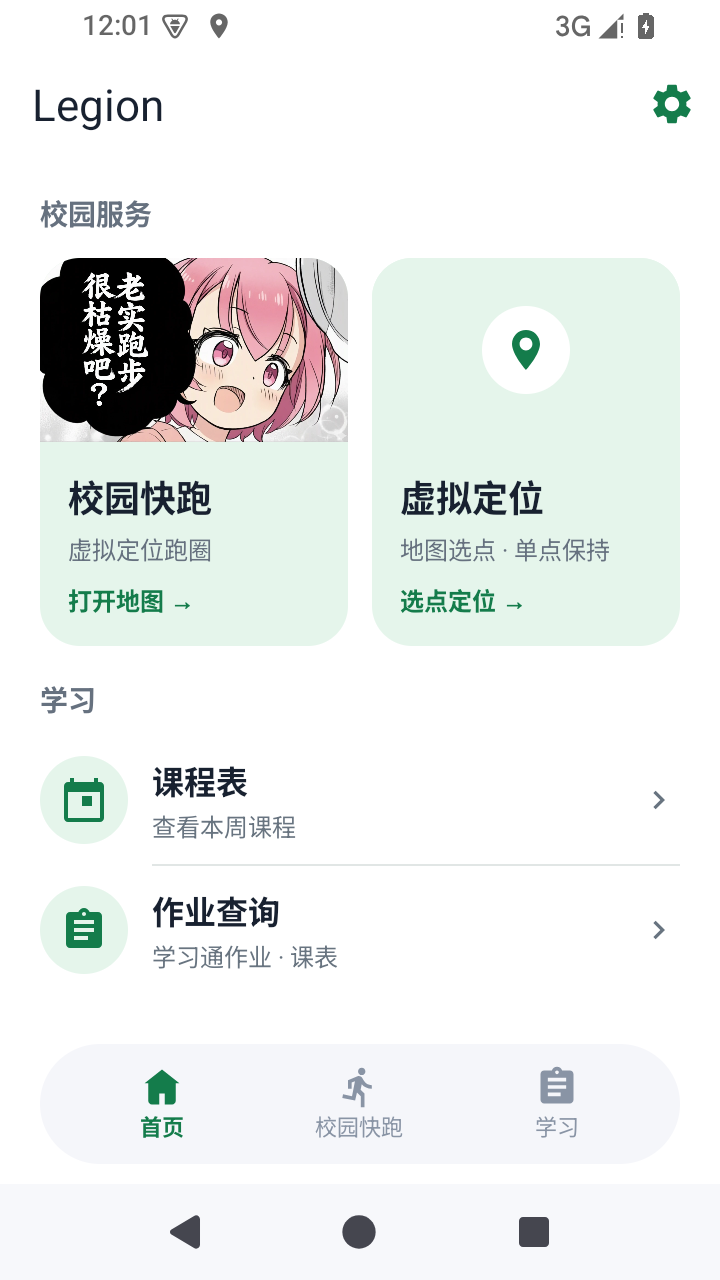 12:01
3G
Legion
校园服务
老实跑步
很枯燥吧？
校园快跑
虚拟定位跑圈
打开地图 →
虚拟定位
地图选点 · 单点保持
选点定位 →
学习
课程表
查看本周课程
作业查询
学习通作业 · 课表
首页
校园快跑
学习